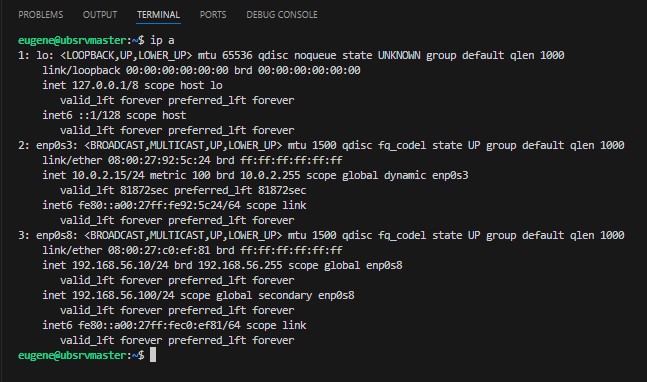 PROBLEMS OUTPUT TERMINAL PORTS DEBUG CONSOLE
eugene@ubsrvmaster:~$ ip a
1: lo: <LOOPBACK,UP,LOWER_UP> mtu 65536 qdisc noqueue state UNKNOWN group default qlen 1000
    link/loopback 00:00:00:00:00:00 brd 00:00:00:00:00:00
    inet 127.0.0.1/8 scope host lo
       valid_lft forever preferred_lft forever
    inet6 ::1/128 scope host
       valid_lft forever preferred_lft forever
2: enp0s3: <BROADCAST,MULTICAST,UP,LOWER_UP> mtu 1500 qdisc fq_codel state UP group default qlen 1000
    link/ether 08:00:27:92:5c:24 brd ff:ff:ff:ff:ff:ff
    inet 10.0.2.15/24 metric 100 brd 10.0.2.255 scope global dynamic enp0s3
       valid_lft 81872sec preferred_lft 81872sec
    inet6 fe80::a00:27ff:fe92:5c24/64 scope link
       valid_lft forever preferred_lft forever
3: enp0s8: <BROADCAST,MULTICAST,UP,LOWER_UP> mtu 1500 qdisc fq_codel state UP group default qlen 1000
    link/ether 08:00:27:c0:ef:81 brd ff:ff:ff:ff:ff:ff
    inet 192.168.56.10/24 brd 192.168.56.255 scope global enp0s8
       valid_lft forever preferred_lft forever
    inet 192.168.56.100/24 scope global secondary enp0s8
       valid_lft forever preferred_lft forever
    inet6 fe80::a00:27ff:fec0:ef81/64 scope link
       valid_lft forever preferred_lft forever
eugene@ubsrvmaster:~$